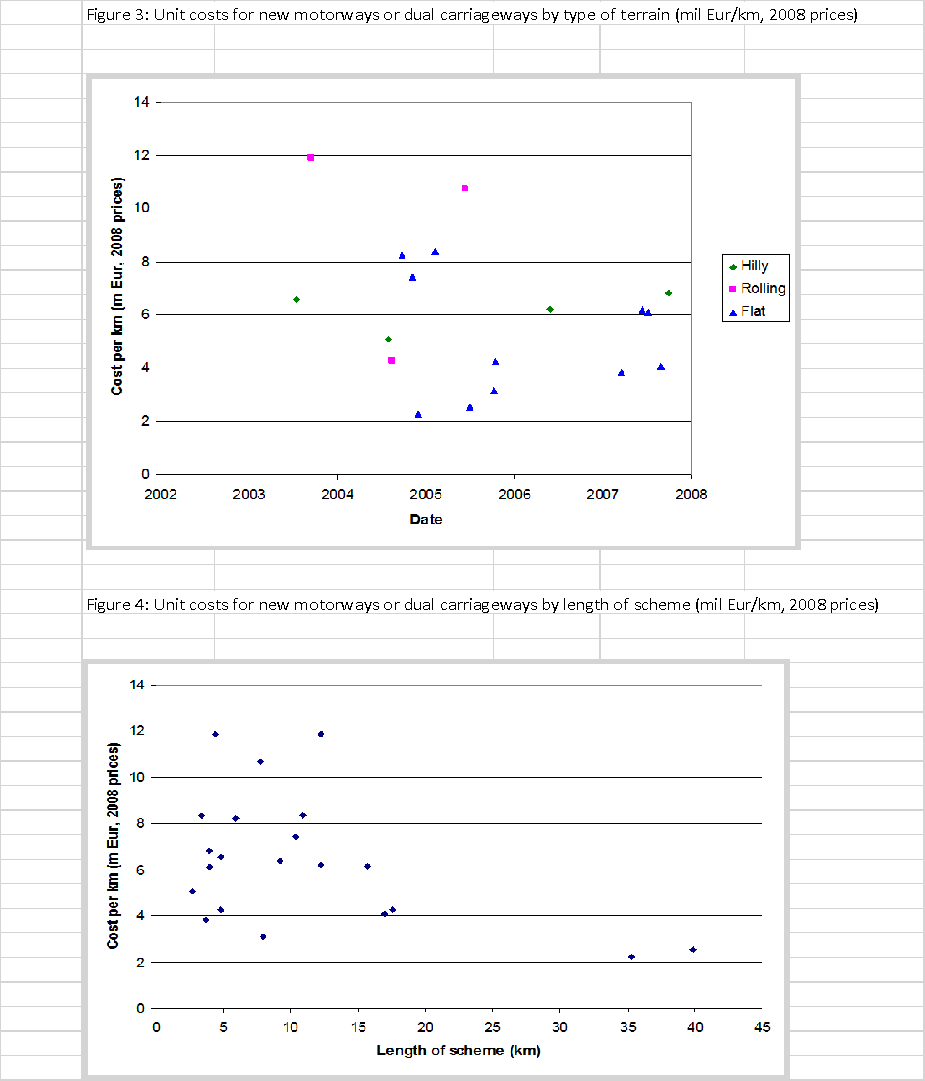 Figure 3: Unit costs for new motorways or dual carriageways by type of terrain (mil Eur/km, 2008 prices)
14
12
10
8
6
4
2
0
Cost per km (m Eur, 2008 prices)
2002 2003 2004 2005 2006 2007 2008
Date
Hilly
Rolling
Flat
Figure 4: Unit costs for new motorways or dual carriageways by length of scheme (mil Eur/km, 2008 prices)
14
12
10
8
6
4
2
0
Cost per km (m Eur, 2008 prices)
0 5 10 15 20 25 30 35 40 45
Length of scheme (km)